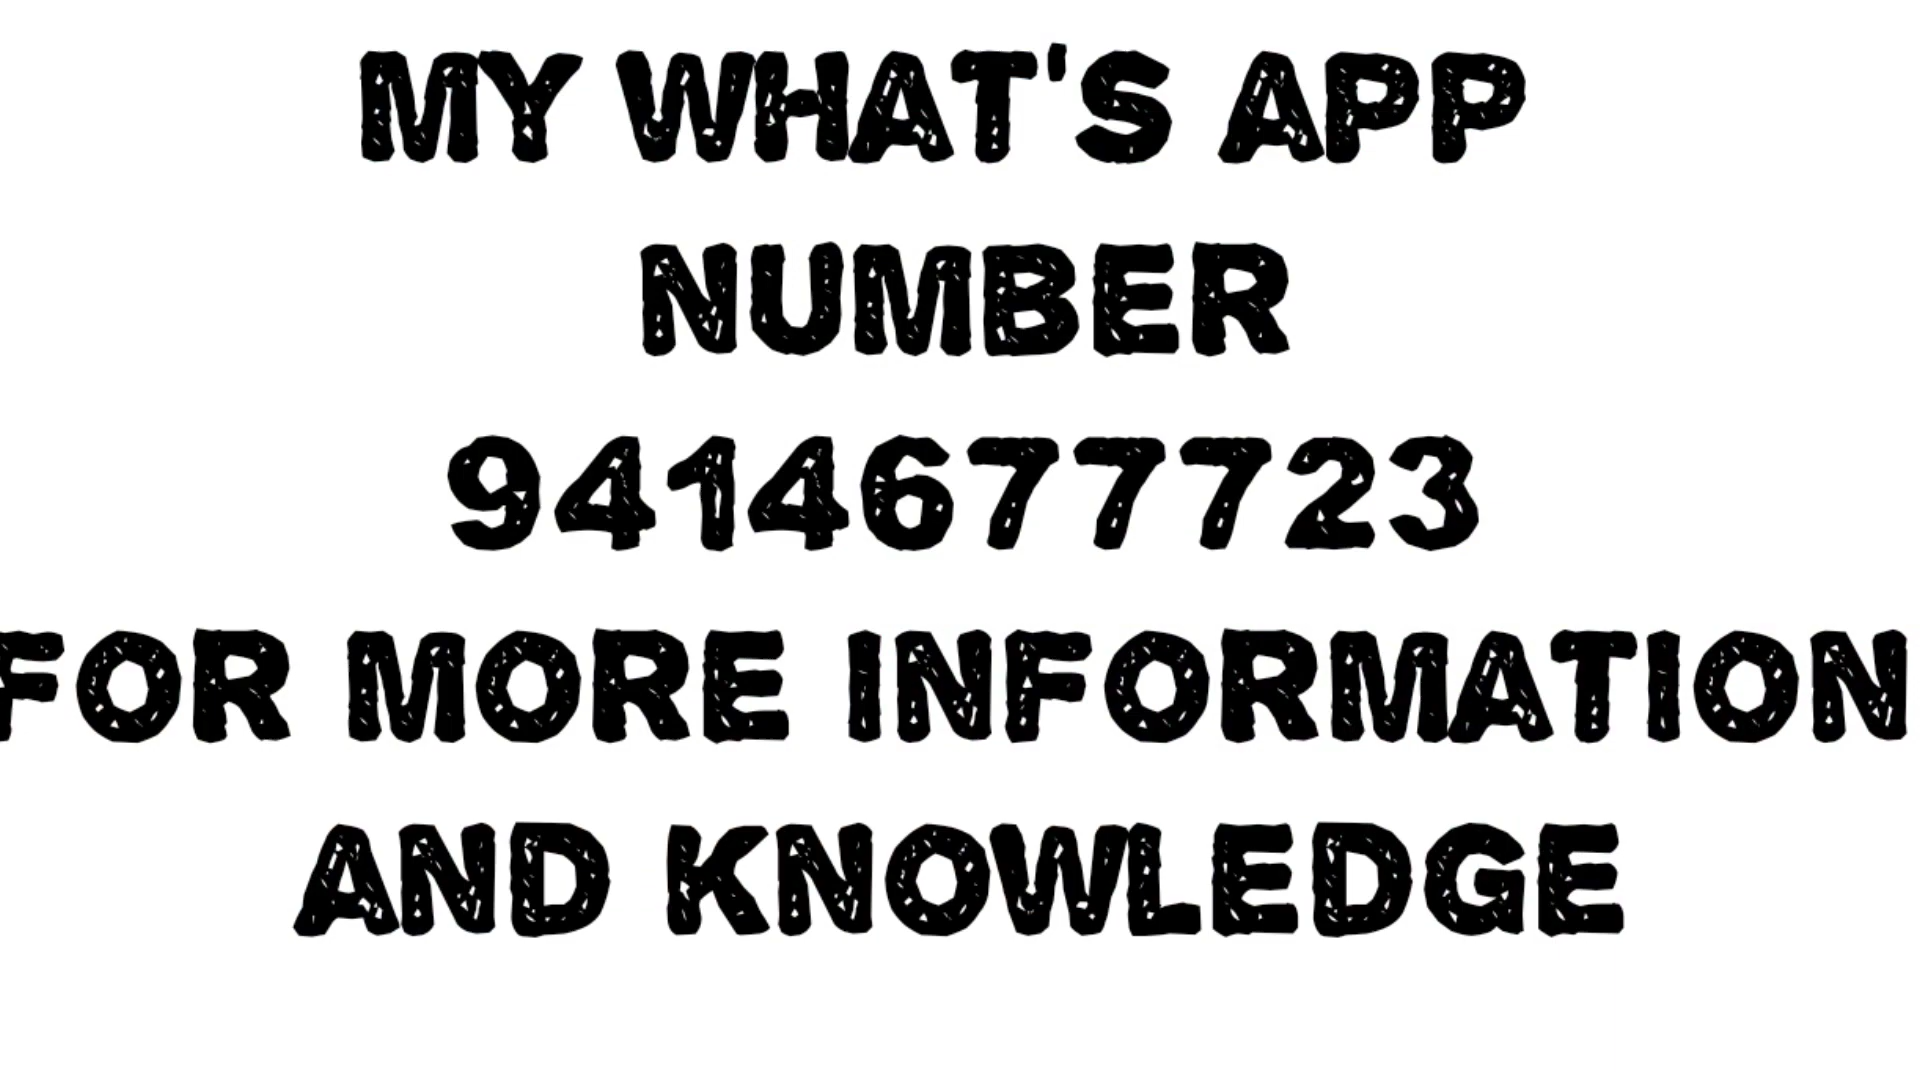 MY WHAT'S APP
NUMBER
9414677723
FOR MORE INFORMATION
AND KNOWLEDGE